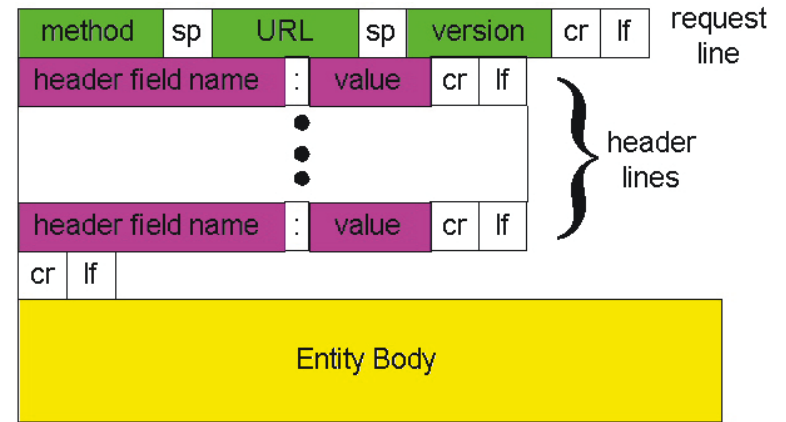 method sp URL sp version cr lf
request
line
header field name : value cr lf
header
lines
header field name : value cr lf
cr lf
Entity Body